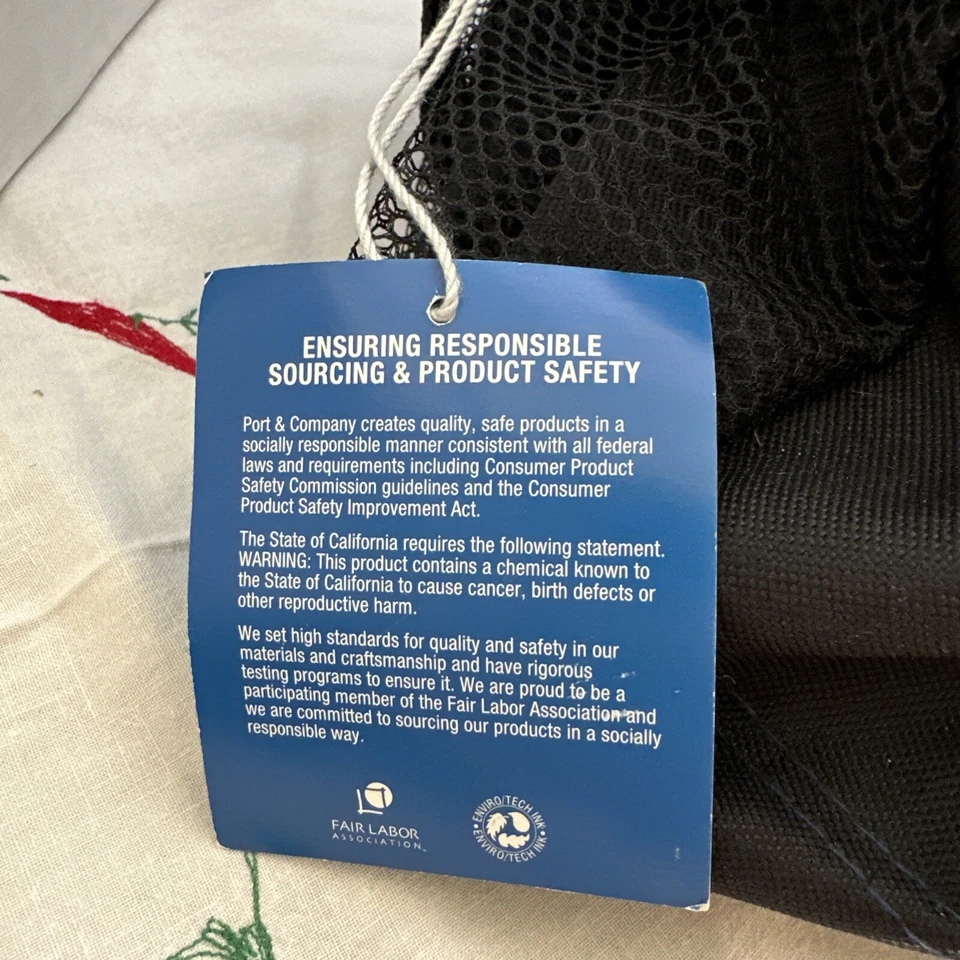 ENSURING RESPONSIBLE
SOURCING & PRODUCT SAFETY
Port & Company creates quality, safe products in a
socially responsible manner consistent with all federal
laws and requirements including Consumer Product
Safety Commission guidelines and the Consumer
Product Safety Improvement Act.
The State of California requires the following statement.
WARNING: This product contains a chemical known to
the State of California to cause cancer, birth defects or
other reproductive harm.
We set high standards for quality and safety in our
materials and craftsmanship and have rigorous
testing programs to ensure it. We are proud to be a
participating member of the Fair Labor Association and
we are committed to sourcing our products in a socially
responsible way.
FAIR LABOR
ASSOCIATION™
• ENVIRO/TECH INK •
ENVIRO/TECH INK